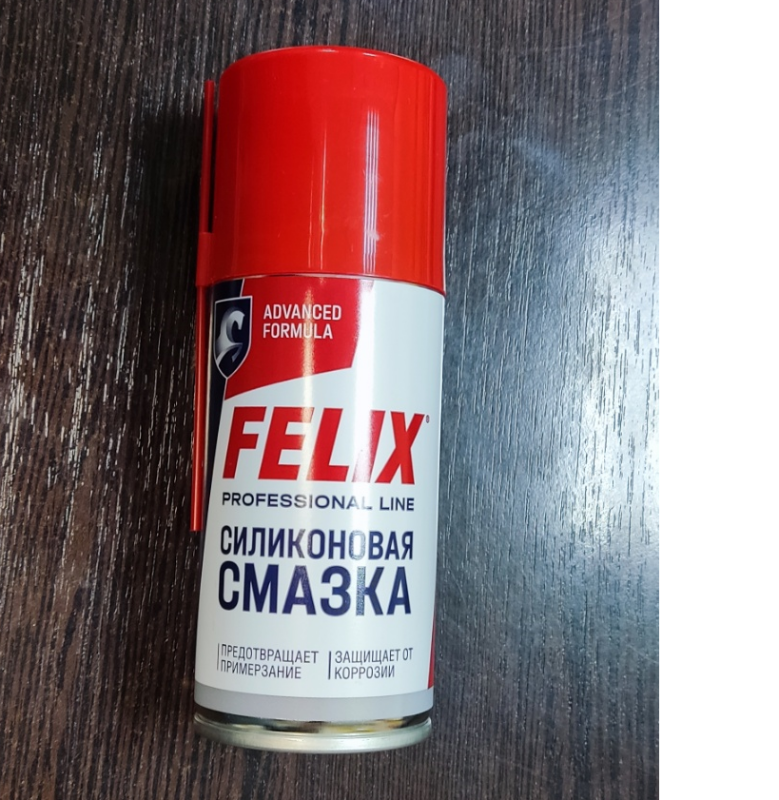 ADVANCED
FORMULA
FELIX®
PROFESSIONAL LINE
СИЛИКОНОВАЯ
СМАЗКА
ПРЕДОТВРАЩАЕТ
ПРИМЕРЗАНИЕ
ЗАЩИЩАЕТ ОТ
КОРРОЗИИ